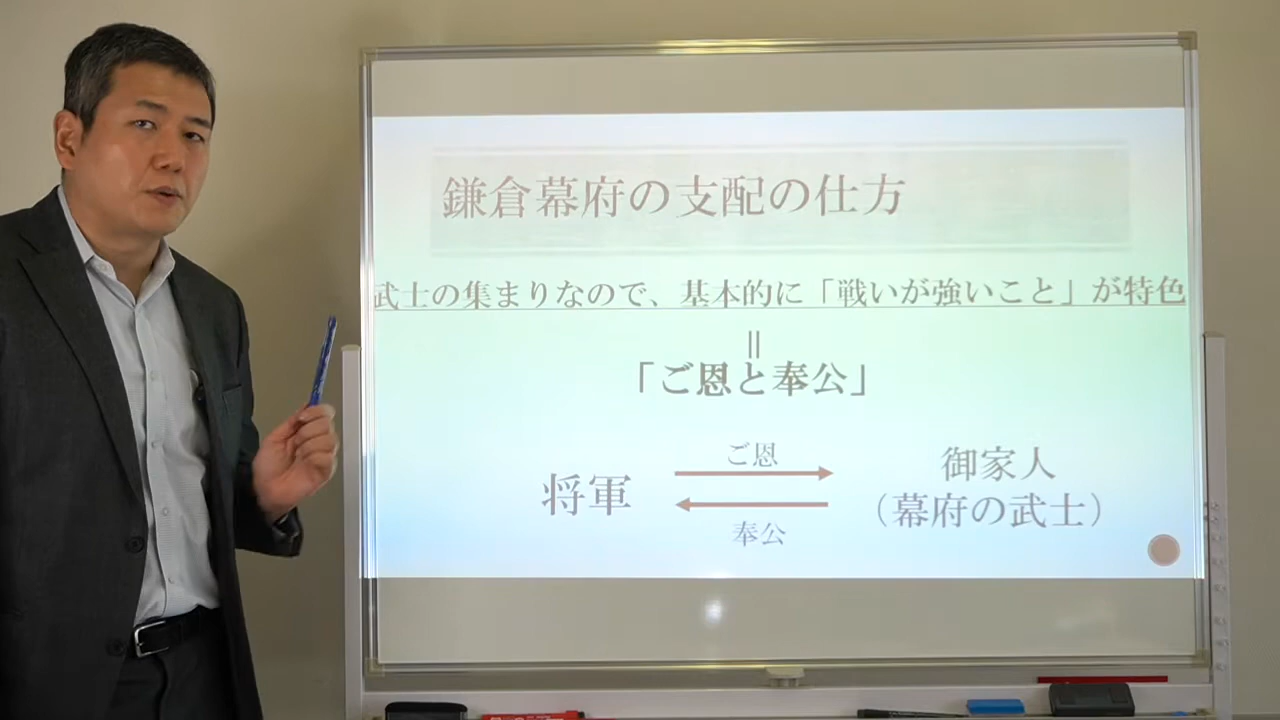 鎌倉幕府の支配の仕方
武士の集まりなので、基本的に「戦いが強いこと」が特色
||
「ご恩と奉公」
ご恩
将軍
御家人
(幕府の武士)
奉公